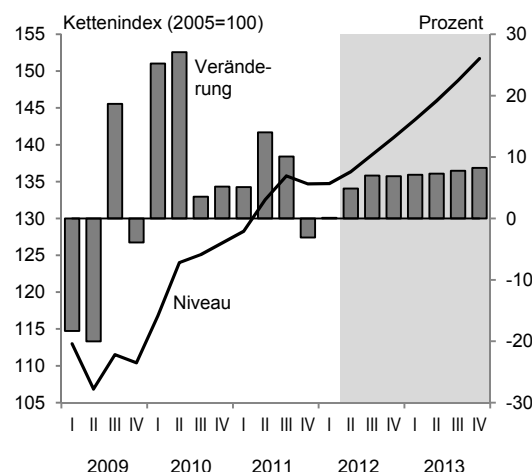 Kettenindex (2005=100) Prozent
155 30
150 Verände-
rung
20
145
140 10
135
130 0
125
120 -10
Niveau
115 -20
110
105 -30
I II III IV I II III IV I II III IV I II III IV I II III IV
2009 2010 2011 2012 2013